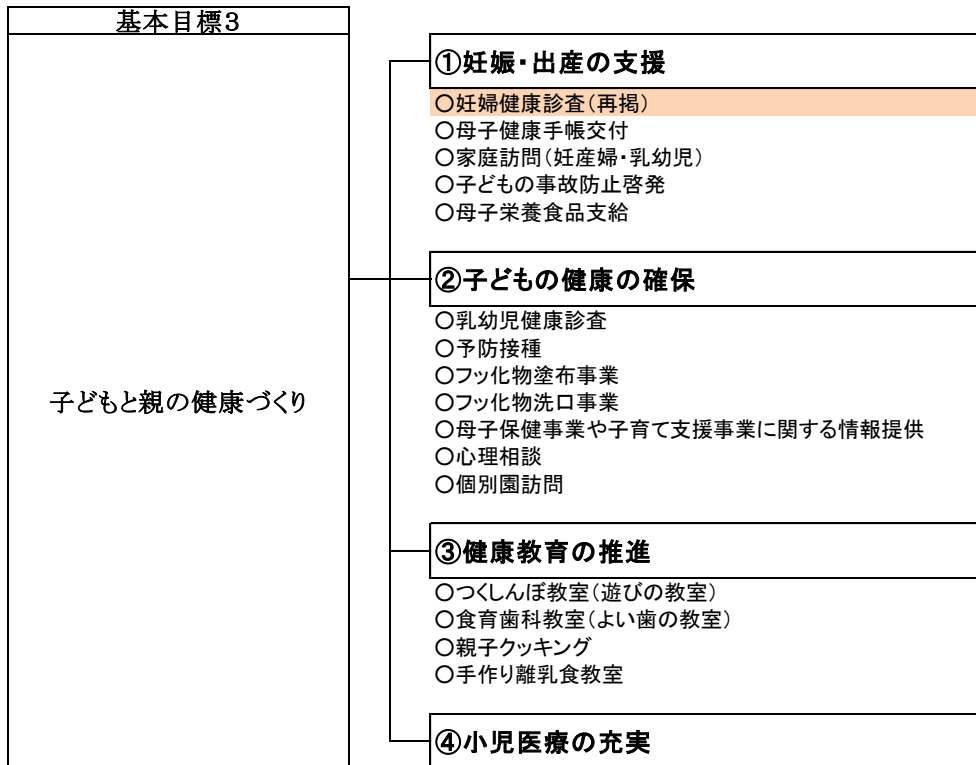 基本目標3
子どもと親の健康づくり
①妊娠・出産の支援
○妊婦健康診査(再掲)
○母子健康手帳交付
○家庭訪問(妊産婦・乳幼児)
○子どもの事故防止啓発
○母子栄養食品支給
②子どもの健康の確保
○乳幼児健康診査
○予防接種
○フッ化物塗布事業
○フッ化物洗口事業
○母子保健事業や子育て支援事業に関する情報提供
○心理相談
○個別園訪問
③健康教育の推進
○つくしんぼ教室(遊びの教室)
○食育歯科教室(よい歯の教室)
○親子クッキング
○手作り離乳食教室
④小児医療の充実